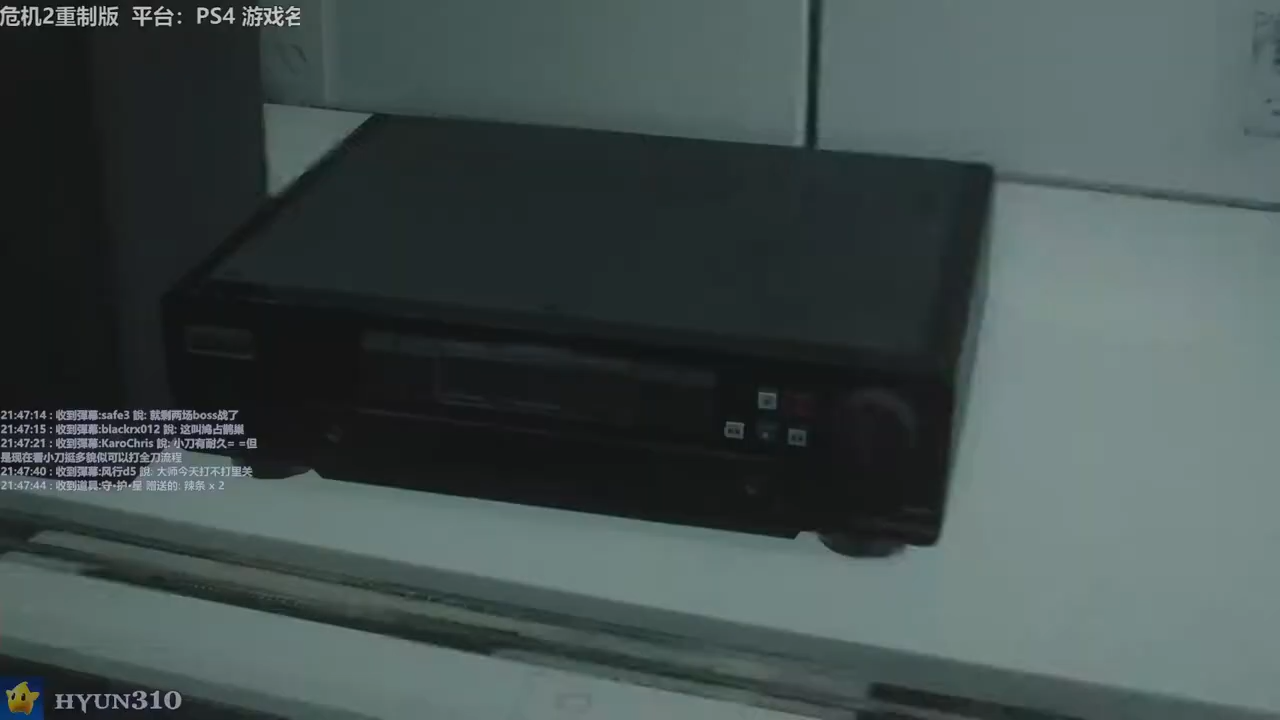 危机2重制版 平台：PS4 游戏名
21:47:14 : 收到彈幕:safe3 說: 就剩两场boss战了
21:47:15 : 收到彈幕:blackrx012 說: 这叫鸠占鹊巢
21:47:21 : 收到彈幕:KaroChris 說: 小刀有耐久= =但
是现在看小刀挺多貌似可以打全刀流程
21:47:40 : 收到彈幕:风行d5 說: 大师今天打不打里关
21:47:44 : 收到道具:守•护•星 赠送的: 辣条 x 2
HYUN310